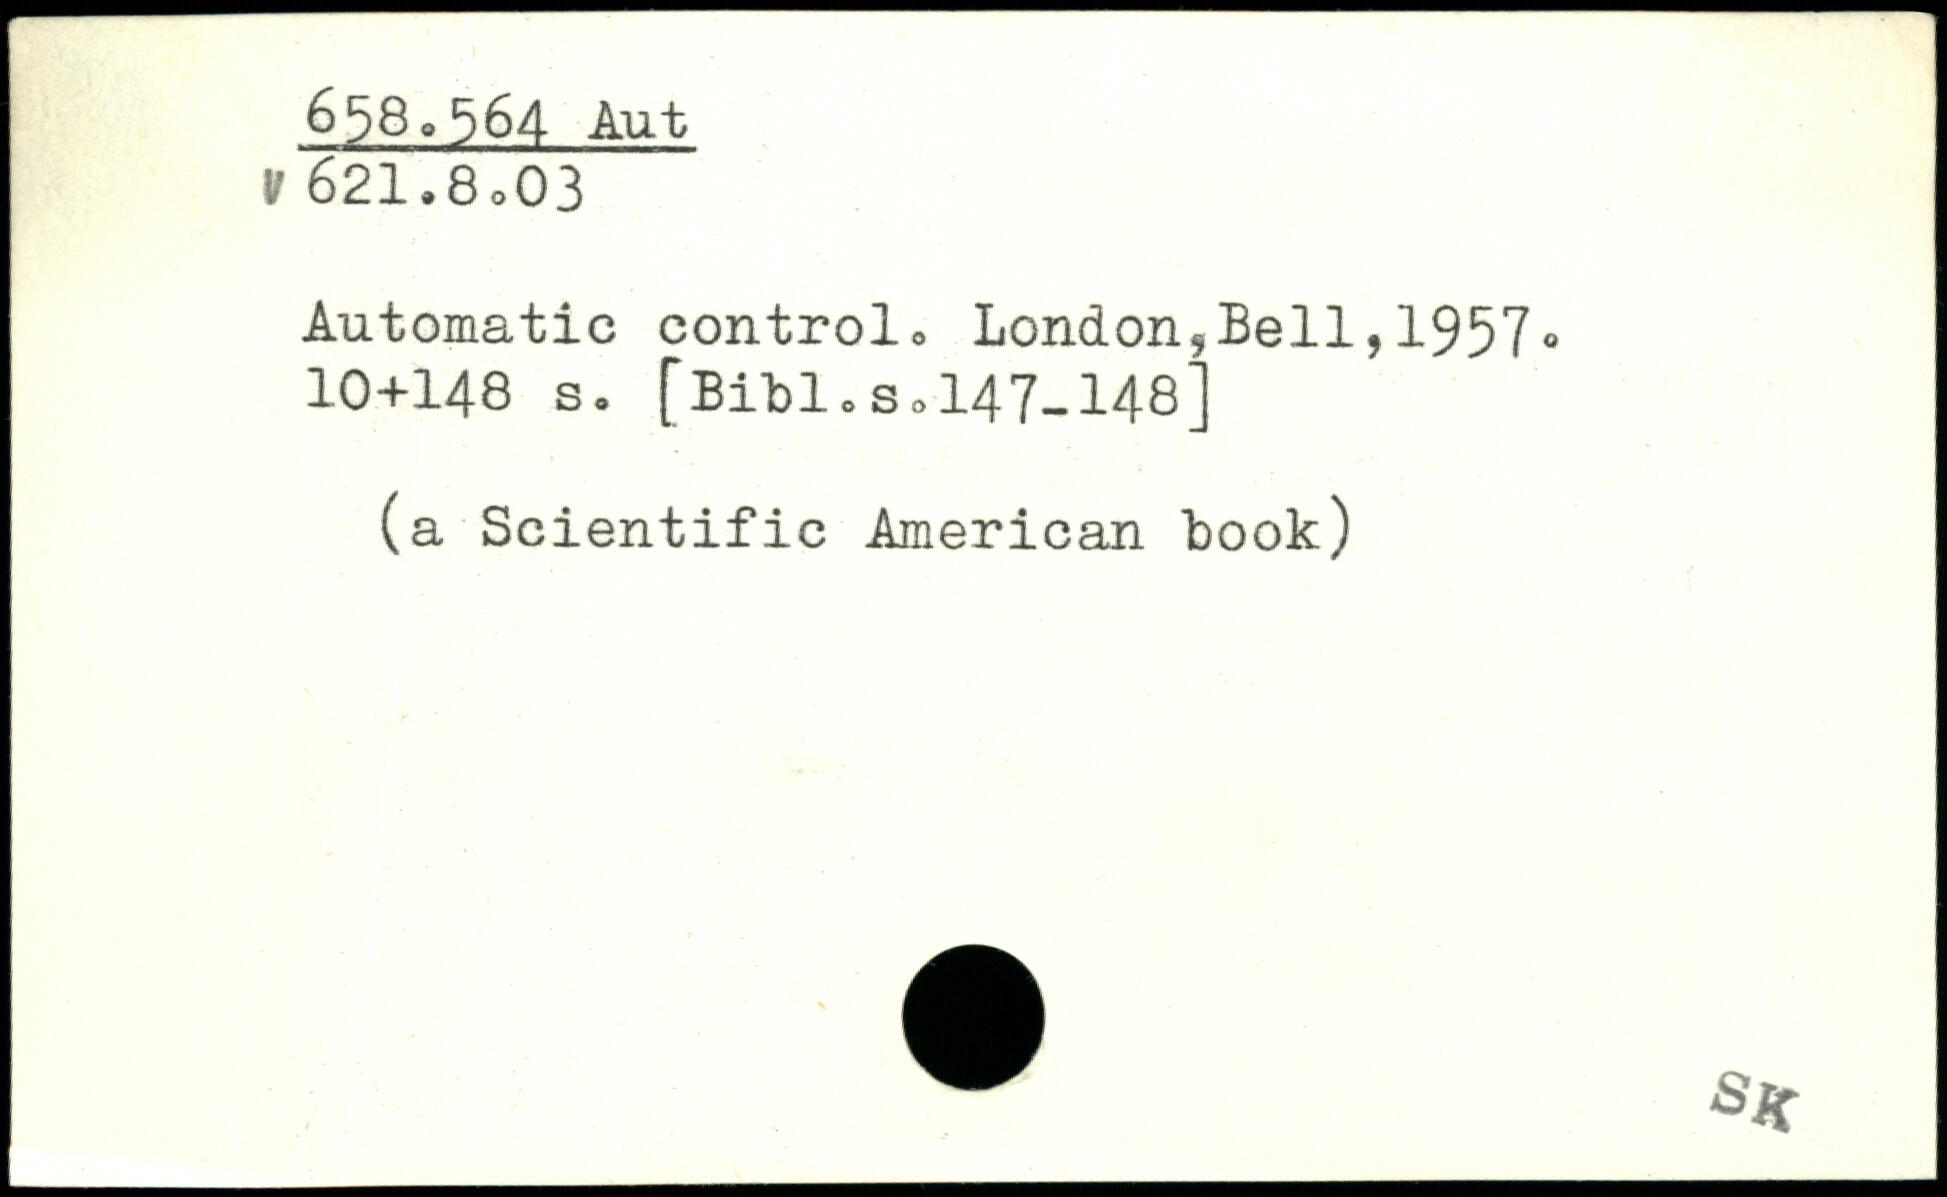 658.564 Aut
v 621.8.03
Automatic control. London,Bell,1957.
10+148 s. [Bibl.s.147-148]
(a Scientific American book)
SK